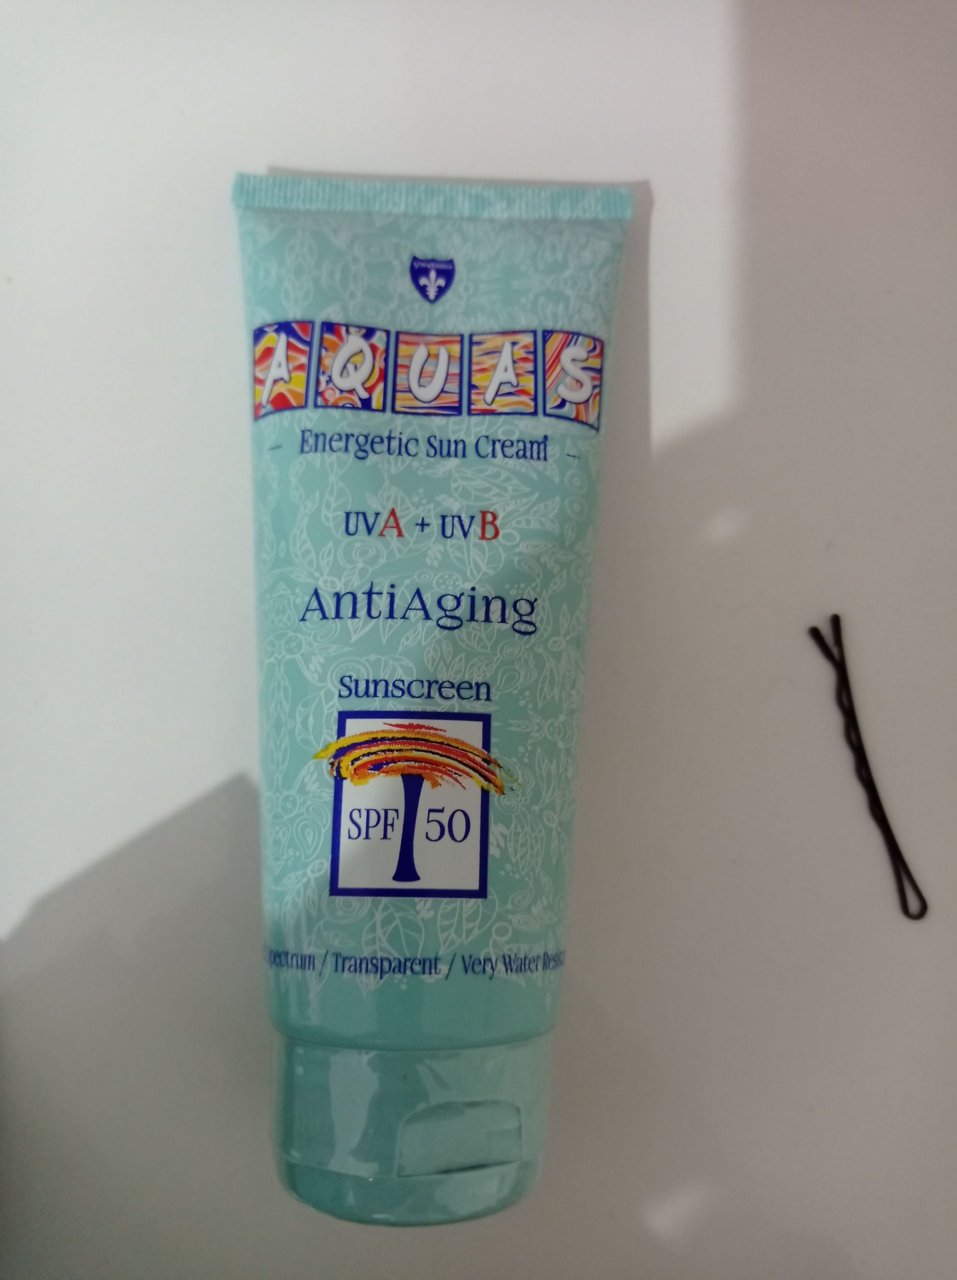 AQUAS
Energetic Sun Cream
UVA + UVB
AntiAging
Sunscreen
SPF 50
/ Transparent / Very Water